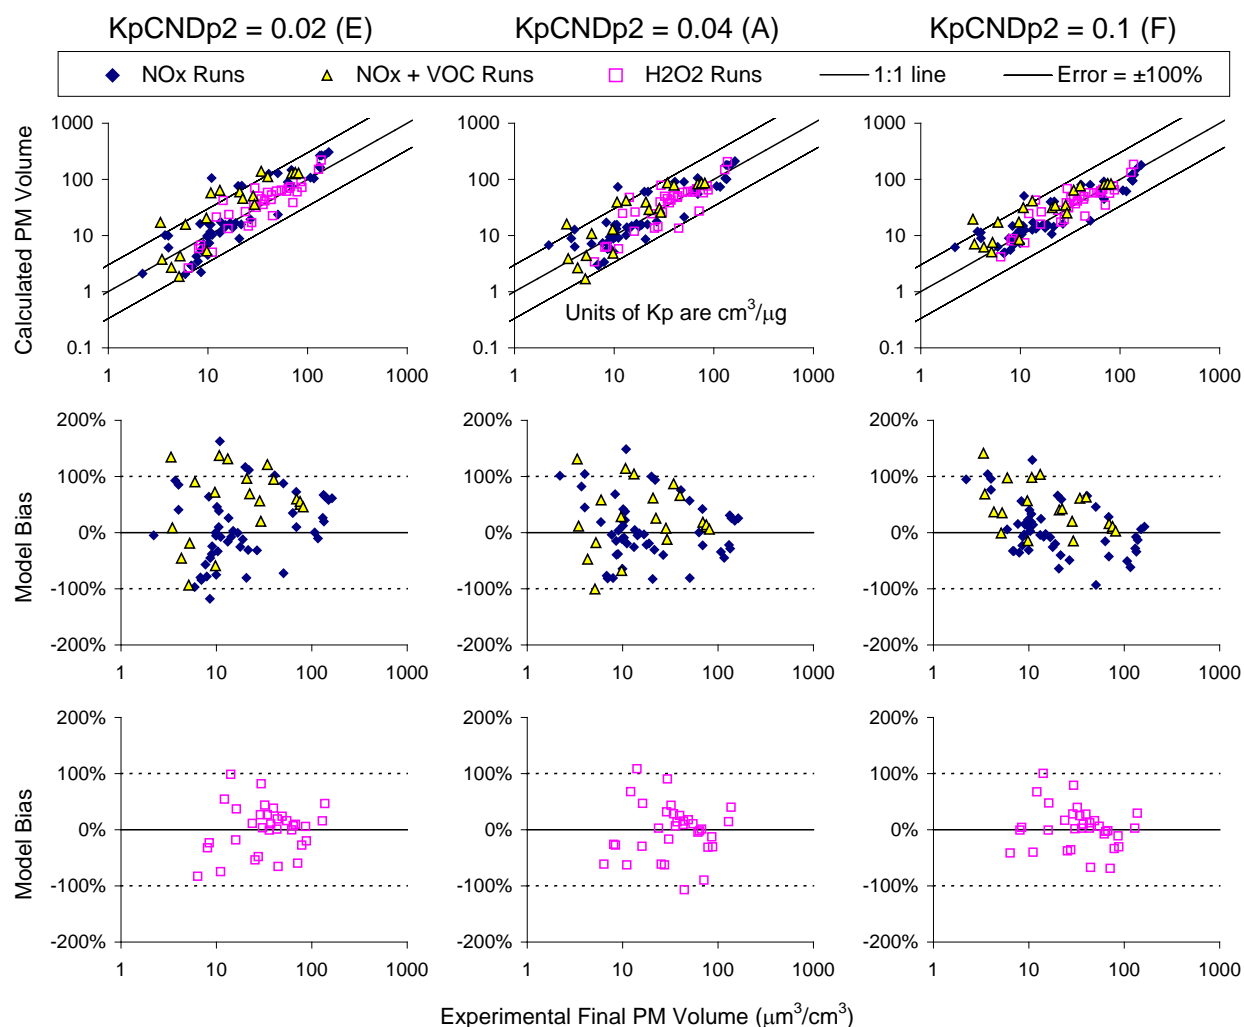 KpCNDp2 = 0.02 (E) KpCNDp2 = 0.04 (A) KpCNDp2 = 0.1 (F)
NOx Runs NOx + VOC Runs H2O2 Runs 1:1 line Error = ±100%
Calculated PM Volume
1000 1000 1000
100 100 100
10 10 10
1 1 1
0.1 0.1 0.1
Units of Kp are cm³/μg
1 10 100 1000 1 10 100 1000 1 10 100 1000
Model Bias
200% 200% 200%
100% 100% 100%
0% 0% 0%
-100% -100% -100%
-200% -200% -200%
1 10 100 1000 1 10 100 1000 1 10 100 1000
Model Bias
200% 200% 200%
100% 100% 100%
0% 0% 0%
-100% -100% -100%
-200% -200% -200%
1 10 100 1000 1 10 100 1000 1 10 100 1000
Experimental Final PM Volume (μm³/cm³)